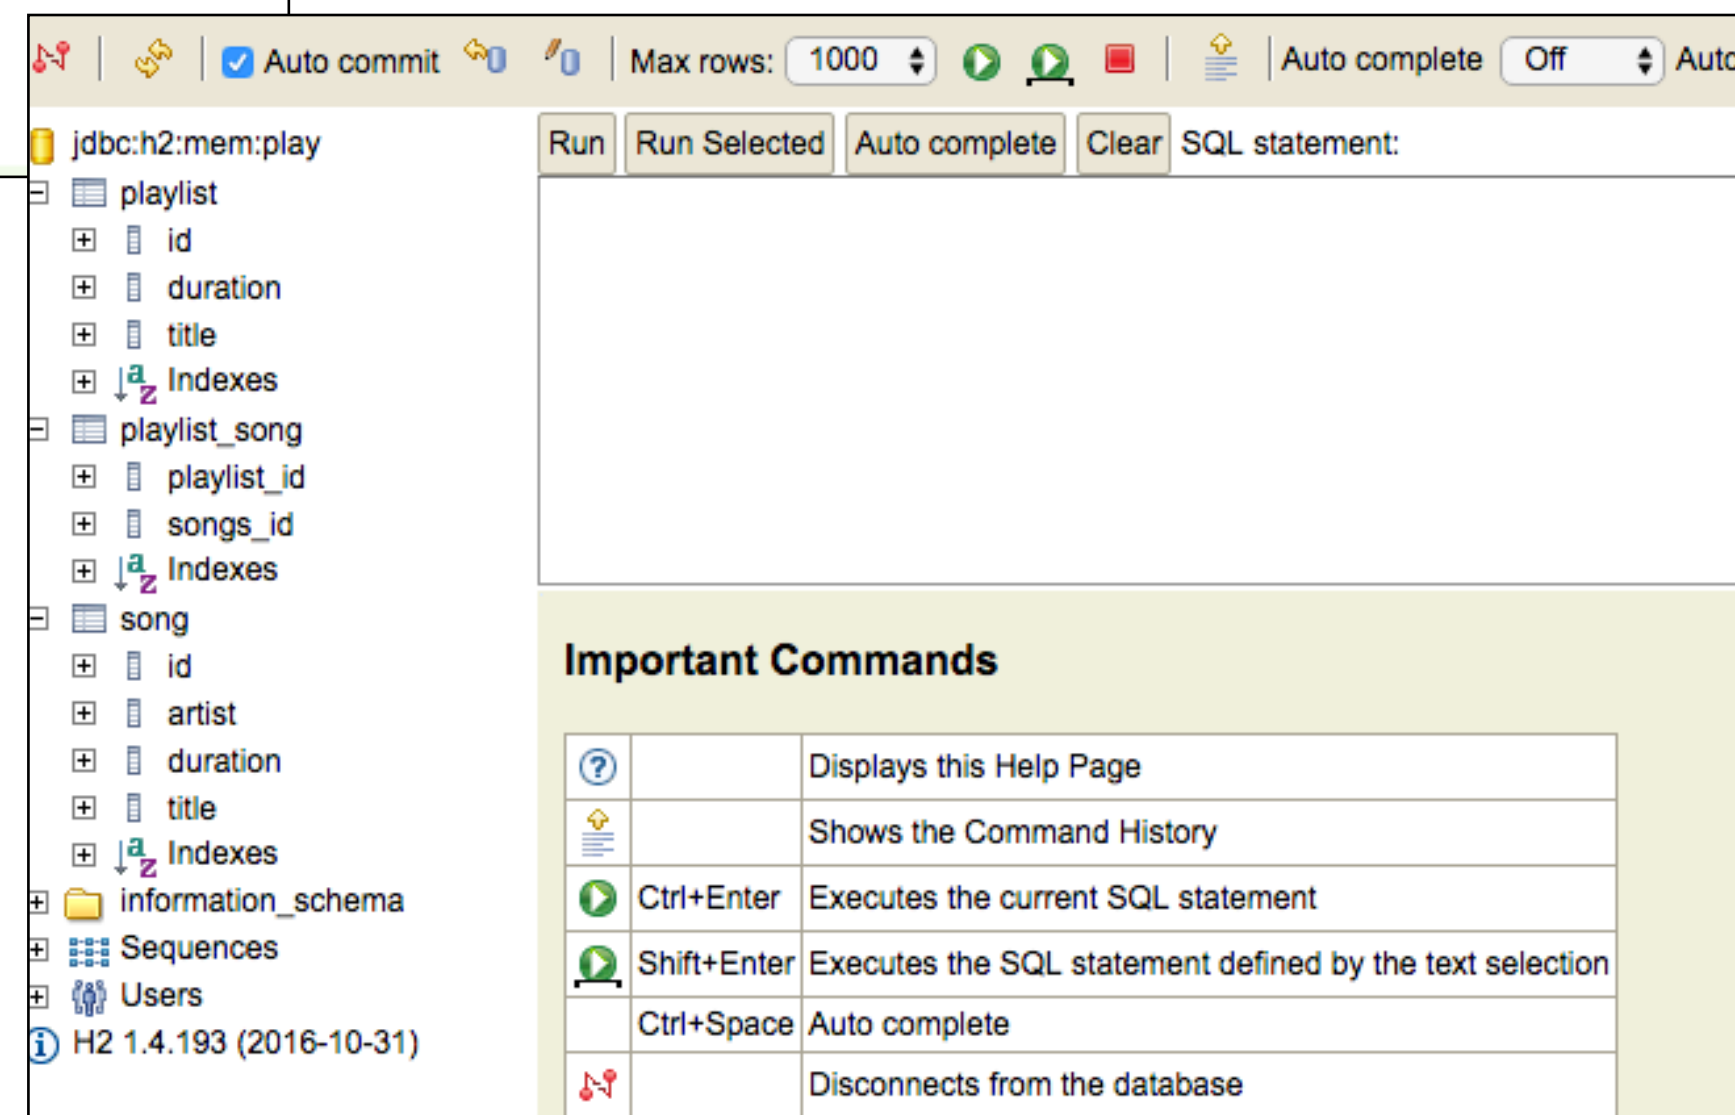 Auto commit Max rows: 1000 Auto complete Off Auto
jdbc:h2:mem:play
playlist
id
duration
title
Indexes
playlist_song
playlist_id
songs_id
Indexes
song
id
artist
duration
title
Indexes
information_schema
Sequences
Users
H2 1.4.193 (2016-10-31)
Run Run Selected Auto complete Clear SQL statement:
Important Commands
Displays this Help Page
Shows the Command History
Ctrl+Enter Executes the current SQL statement
Shift+Enter Executes the SQL statement defined by the text selection
Ctrl+Space Auto complete
Disconnects from the database